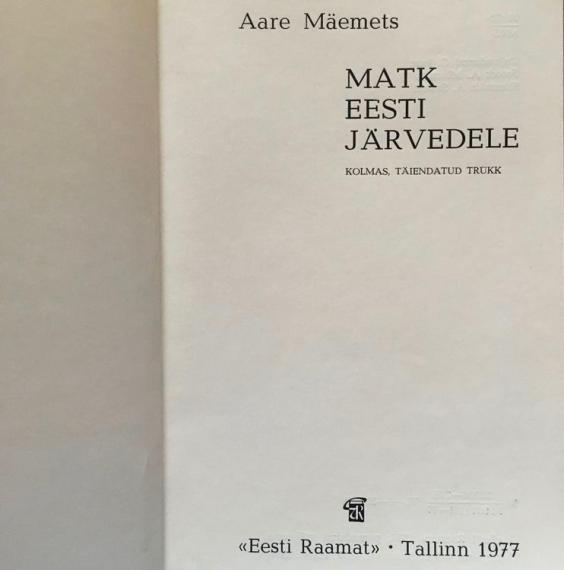 Aare Mäemets
MATK
EESTI
JÄRVEDELE
KOLMAS, TÄIENDATUD TRÜKK
«Eesti Raamat» • Tallinn 1977